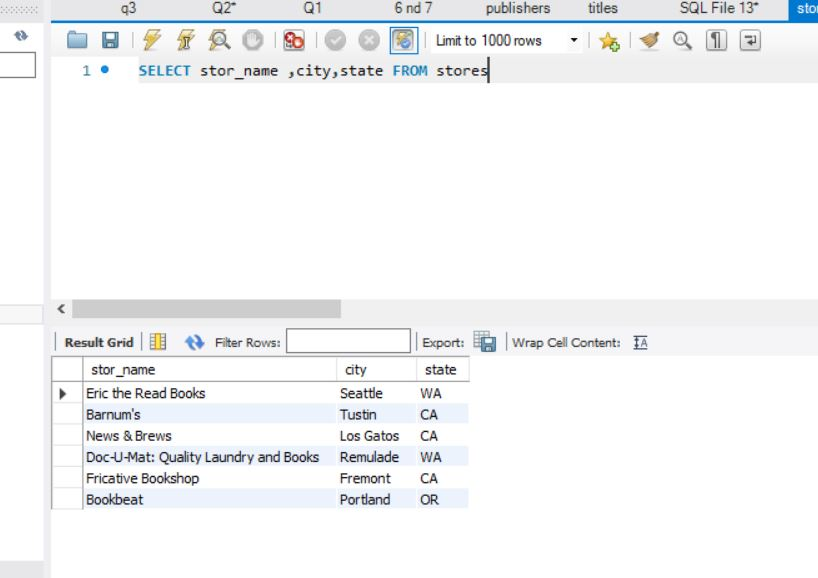 q3 Q2* Q1 6 nd 7 publishers titles SQL File 13* sto
Limit to 1000 rows
1 SELECT stor_name ,city,state FROM stores
Result Grid Filter Rows: Export: Wrap Cell Content:
stor_name city state
Eric the Read Books Seattle WA
Barnum's Tustin CA
News & Brews Los Gatos CA
Doc-U-Mat: Quality Laundry and Books Remulade WA
Fricative Bookshop Fremont CA
Bookbeat Portland OR